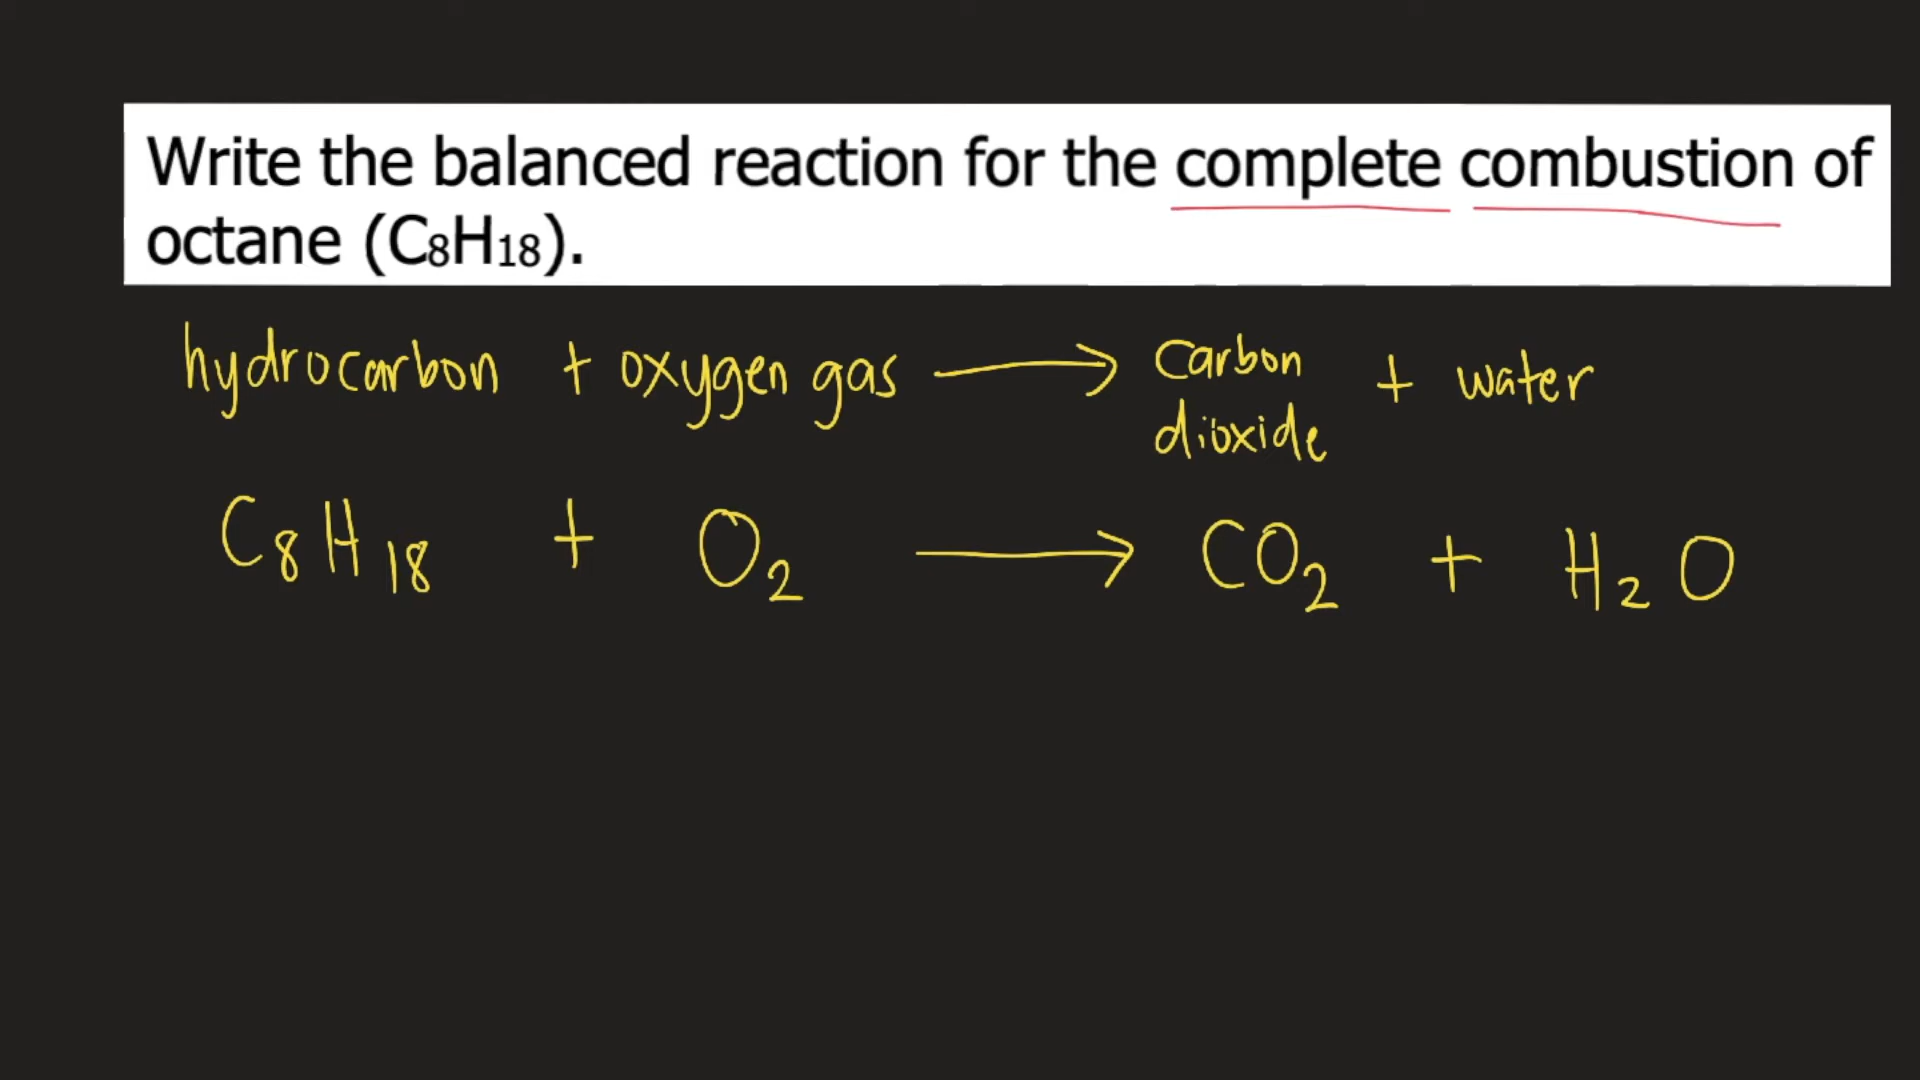 Write the balanced reaction for the complete combustion of
octane (C₈H₁₈).
hydrocarbon + oxygen gas ⟶ Carbon dioxide + water
C₈H₁₈ + O₂ ⟶ CO₂ + H₂O